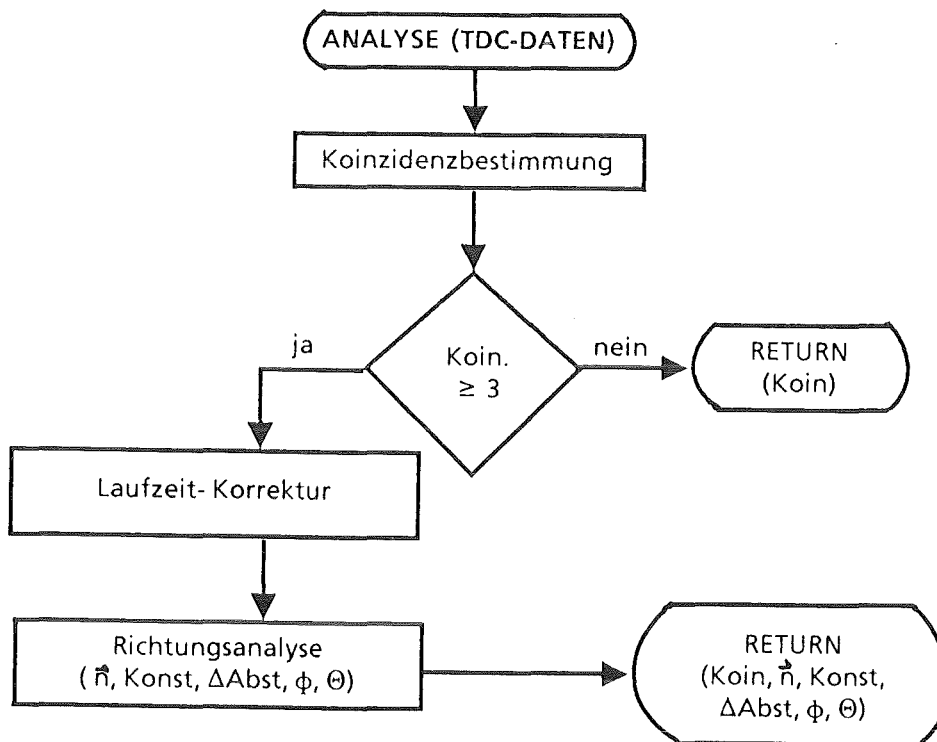 ANALYSE (TDC-DATEN)
Koinzidenzbestimmung
Koin.
≥ 3
ja
nein
RETURN
(Koin)
Laufzeit- Korrektur
Richtungsanalyse
( n⃗, Konst, ΔAbst, ϕ, Θ)
RETURN
(Koin, n⃗, Konst,
ΔAbst, ϕ, Θ)